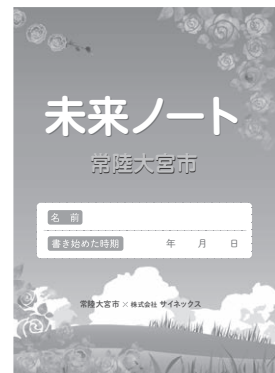 未来ノート
常陸大宮市
名 前
書き始めた時期 年 月 日
常陸大宮市×株式会社 サイネックス